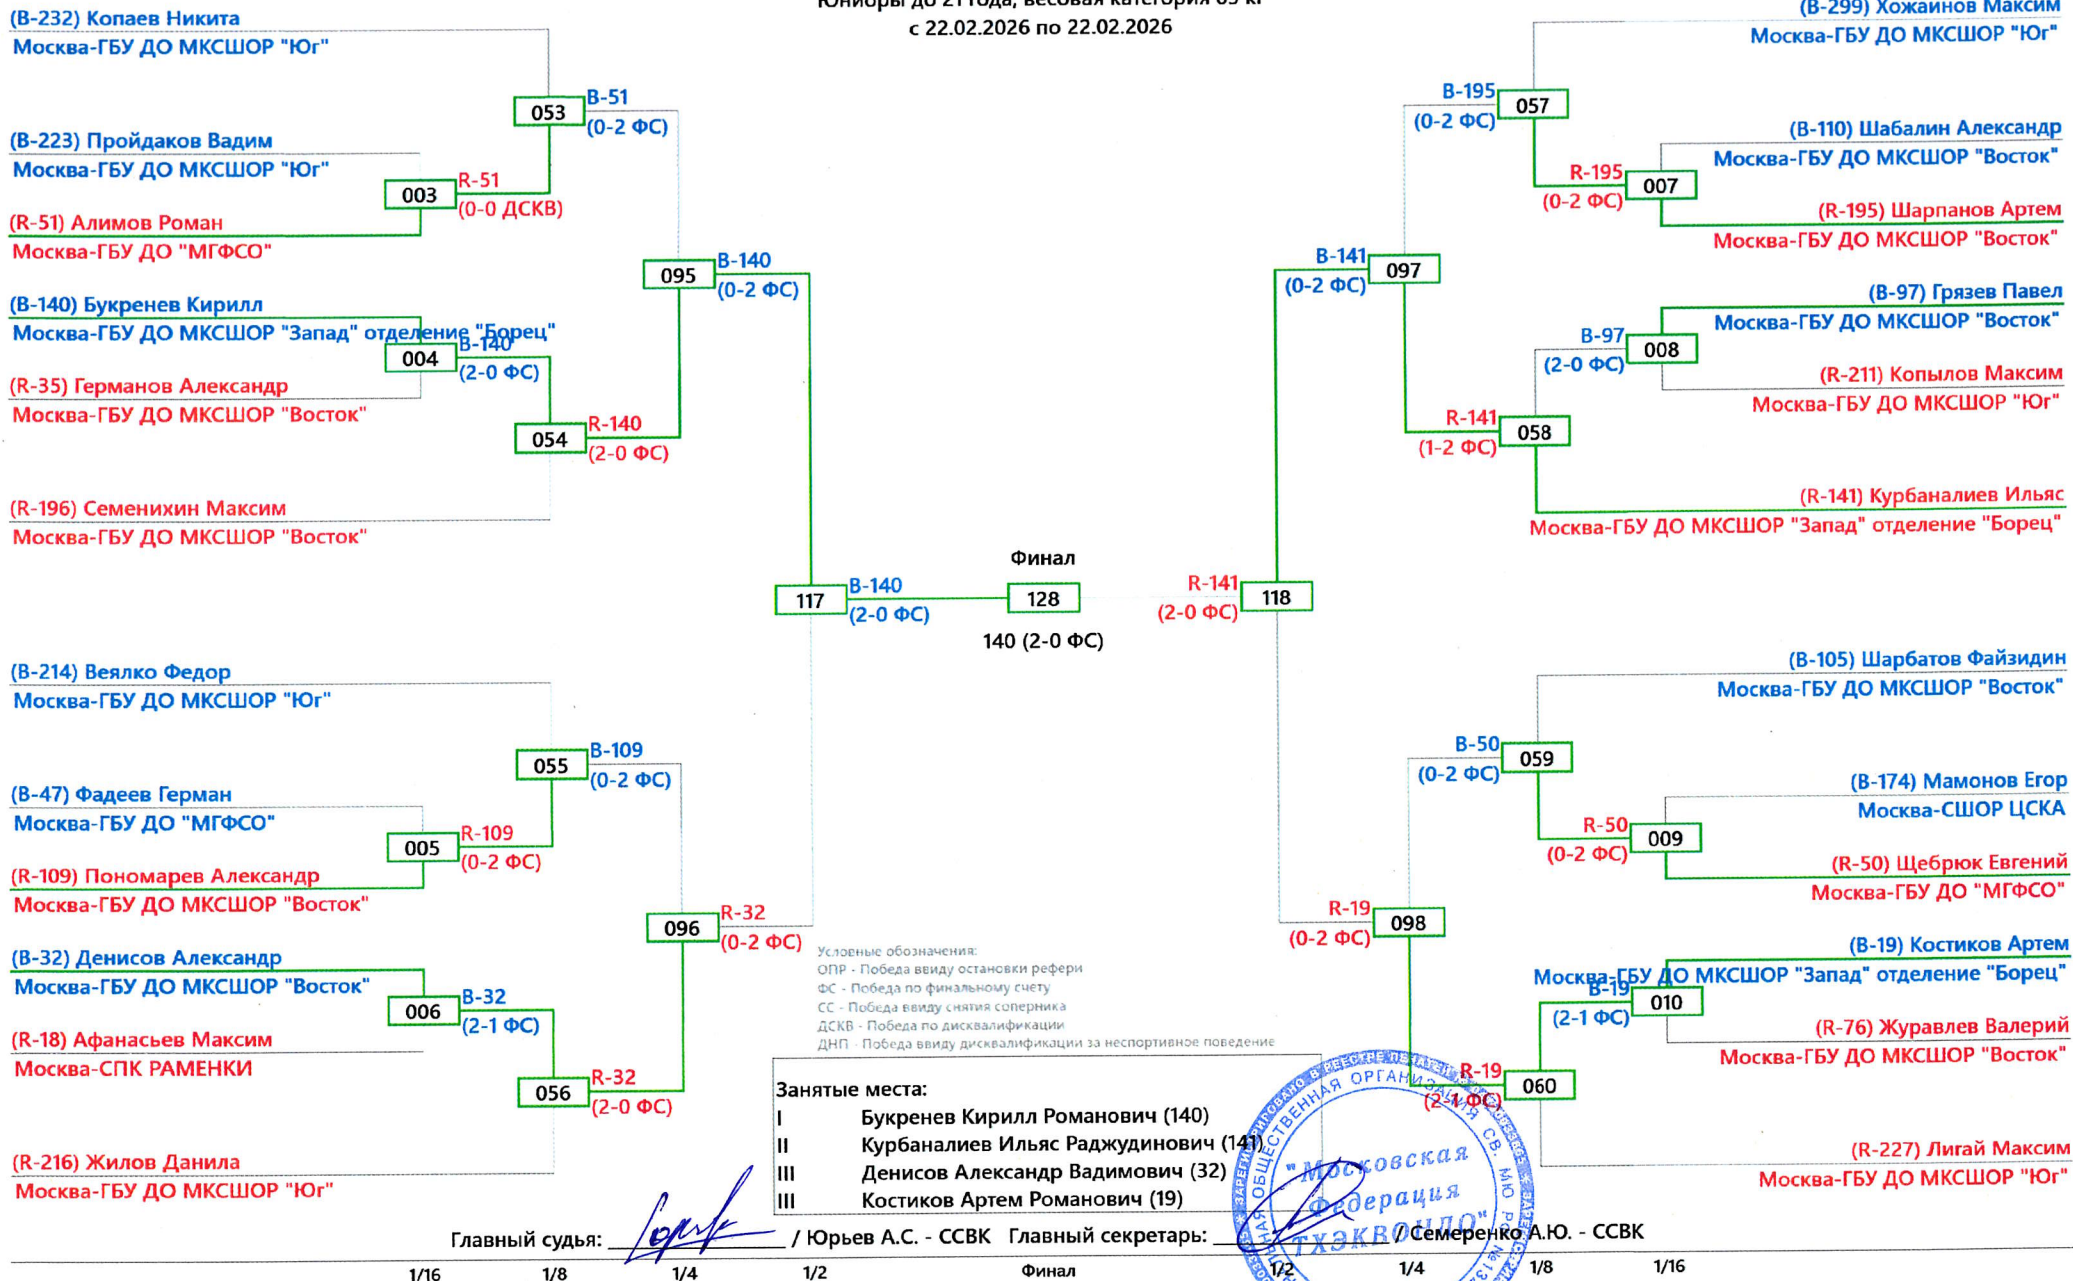 Юниоры до 21 года, весовая категория 63 кг
с 22.02.2026 по 22.02.2026
(B-232) Копаев Никита
Москва-ГБУ ДО МКСШОР "Юг"
053
B-51
(0-2 ФС)
(B-223) Пройдаков Вадим
Москва-ГБУ ДО МКСШОР "Юг"
003
R-51
(0-0 ДСКВ)
(R-51) Алимов Роман
Москва-ГБУ ДО "МГФСО"
095
B-140
(0-2 ФС)
(B-140) Букренев Кирилл
Москва-ГБУ ДО МКСШОР "Запад" отделение "Борец"
004
B-140
(2-0 ФС)
(R-35) Германов Александр
Москва-ГБУ ДО МКСШОР "Восток"
054
R-140
(2-0 ФС)
(R-196) Семенихин Максим
Москва-ГБУ ДО МКСШОР "Восток"
117
B-140
(2-0 ФС)
(B-214) Веялко Федор
Москва-ГБУ ДО МКСШОР "Юг"
055
B-109
(0-2 ФС)
(B-47) Фадеев Герман
Москва-ГБУ ДО "МГФСО"
005
R-109
(0-2 ФС)
(R-109) Пономарев Александр
Москва-ГБУ ДО МКСШОР "Восток"
096
R-32
(0-2 ФС)
(B-32) Денисов Александр
Москва-ГБУ ДО МКСШОР "Восток"
006
B-32
(2-1 ФС)
(R-18) Афанасьев Максим
Москва-СПК РАМЕНКИ
056
R-32
(2-0 ФС)
(R-216) Жилов Данила
Москва-ГБУ ДО МКСШОР "Юг"
Финал
128
140 (2-0 ФС)
(B-299) Хожаинов Максим
Москва-ГБУ ДО МКСШОР "Юг"
B-195
(0-2 ФС)
057
(B-110) Шабалин Александр
Москва-ГБУ ДО МКСШОР "Восток"
R-195
(0-2 ФС)
007
(R-195) Шарпанов Артем
Москва-ГБУ ДО МКСШОР "Восток"
B-141
(0-2 ФС)
097
(B-97) Грязев Павел
Москва-ГБУ ДО МКСШОР "Восток"
B-97
(2-0 ФС)
008
(R-211) Копылов Максим
Москва-ГБУ ДО МКСШОР "Юг"
R-141
(1-2 ФС)
058
(R-141) Курбаналиев Ильяс
Москва-ГБУ ДО МКСШОР "Запад" отделение "Борец"
R-141
(2-0 ФС)
118
(B-105) Шарбатов Файзидин
Москва-ГБУ ДО МКСШОР "Восток"
B-50
(0-2 ФС)
059
(B-174) Мамонов Егор
Москва-СШОР ЦСКА
R-50
(0-2 ФС)
009
(R-50) Щебрюк Евгений
Москва-ГБУ ДО "МГФСО"
R-19
(0-2 ФС)
098
(B-19) Костиков Артем
Москва-ГБУ ДО МКСШОР "Запад" отделение "Борец"
B-19
(2-1 ФС)
010
(R-76) Журавлев Валерий
Москва-ГБУ ДО МКСШОР "Восток"
R-19
(2-1 ФС)
060
(R-227) Лигай Максим
Москва-ГБУ ДО МКСШОР "Юг"
Условные обозначения:
ОПР - Победа ввиду остановки рефери
ФС - Победа по финальному счету
СС - Победа ввиду снятия соперника
ДСКВ - Победа по дисквалификации
ДНП - Победа ввиду дисквалификации за неспортивное поведение
Занятые места:
I Букренев Кирилл Романович (140)
II Курбаналиев Ильяс Раджудинович (141)
III Денисов Александр Вадимович (32)
III Костиков Артем Романович (19)
ОБЩЕСТВЕННАЯ ОРГАНИЗАЦИЯ
"Московская
Федерация
ТХЭКВОНДО"
Главный судья: / Юрьев А.С. - ССВК Главный секретарь: / Семеренко А.Ю. - ССВК
1/16 1/8 1/4 1/2 Финал 1/2 1/4 1/8 1/16